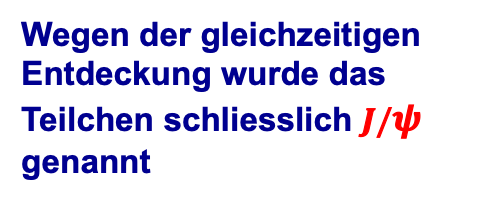 Wegen der gleichzeitigen
Entdeckung wurde das
Teilchen schliesslich J/ψ
genannt